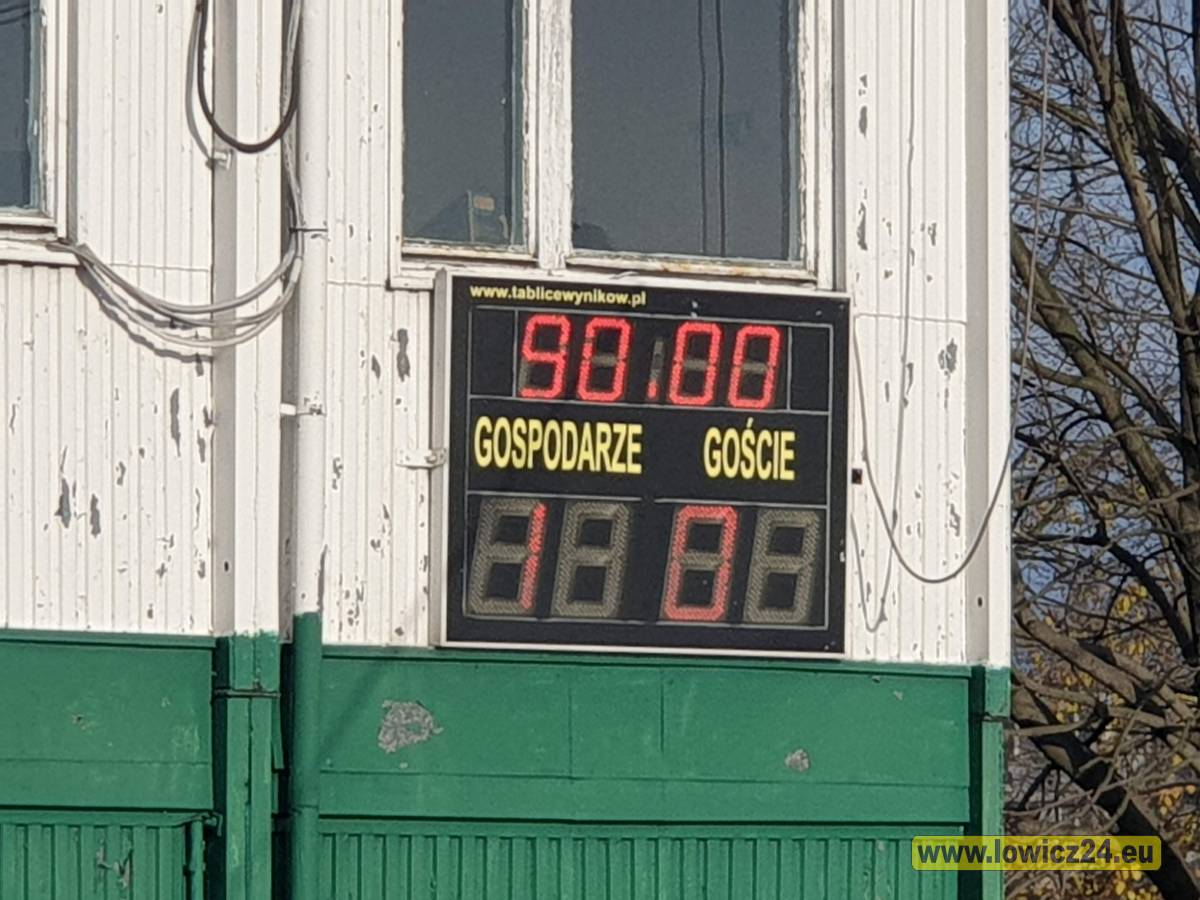 www.tablicewynikow.pl
90:00
GOSPODARZE GOŚCIE
1 0
www.lowicz24.eu